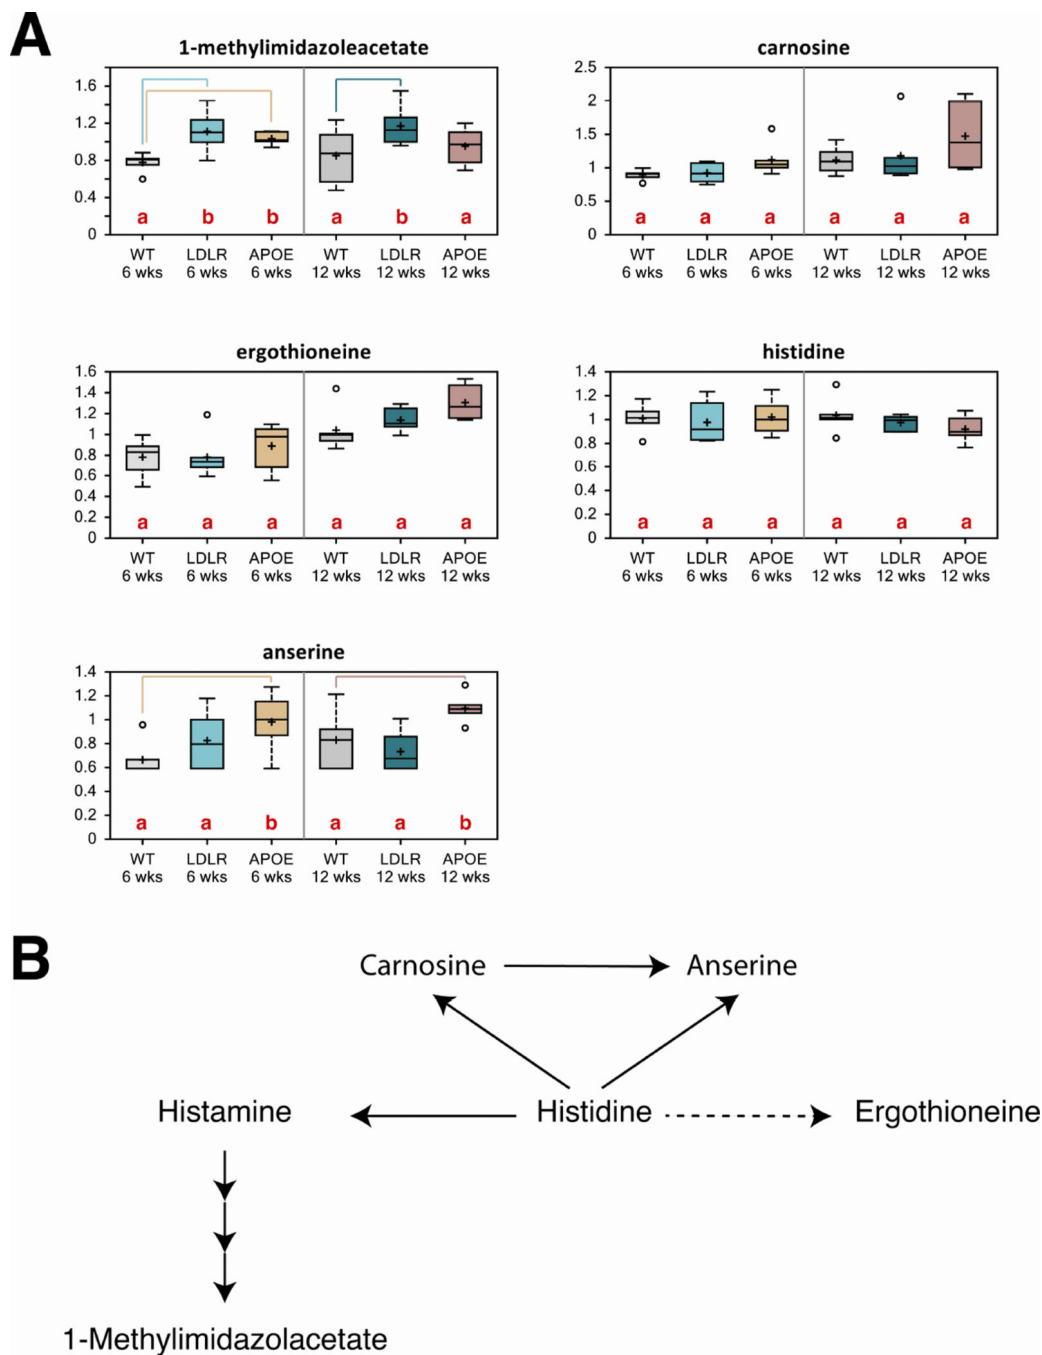 A
1-methylimidazoleacetate
1.6
1.2
0.8
0.4
0
a b b a b a
WT LDLR APOE WT LDLR APOE
6 wks 6 wks 6 wks 12 wks 12 wks 12 wks
carnosine
2.5
2
1.5
1
0.5
0
a a a a a a
WT LDLR APOE WT LDLR APOE
6 wks 6 wks 6 wks 12 wks 12 wks 12 wks
ergothioneine
1.6
1.4
1.2
1
0.8
0.6
0.4
0.2
0
a a a a a a
WT LDLR APOE WT LDLR APOE
6 wks 6 wks 6 wks 12 wks 12 wks 12 wks
histidine
1.4
1.2
1
0.8
0.6
0.4
0.2
0
a a a a a a
WT LDLR APOE WT LDLR APOE
6 wks 6 wks 6 wks 12 wks 12 wks 12 wks
anserine
1.4
1.2
1
0.8
0.6
0.4
0.2
0
a a b a a b
WT LDLR APOE WT LDLR APOE
6 wks 6 wks 6 wks 12 wks 12 wks 12 wks
B
Carnosine Anserine
Histamine Histidine Ergothioneine
1-Methylimidazolacetate